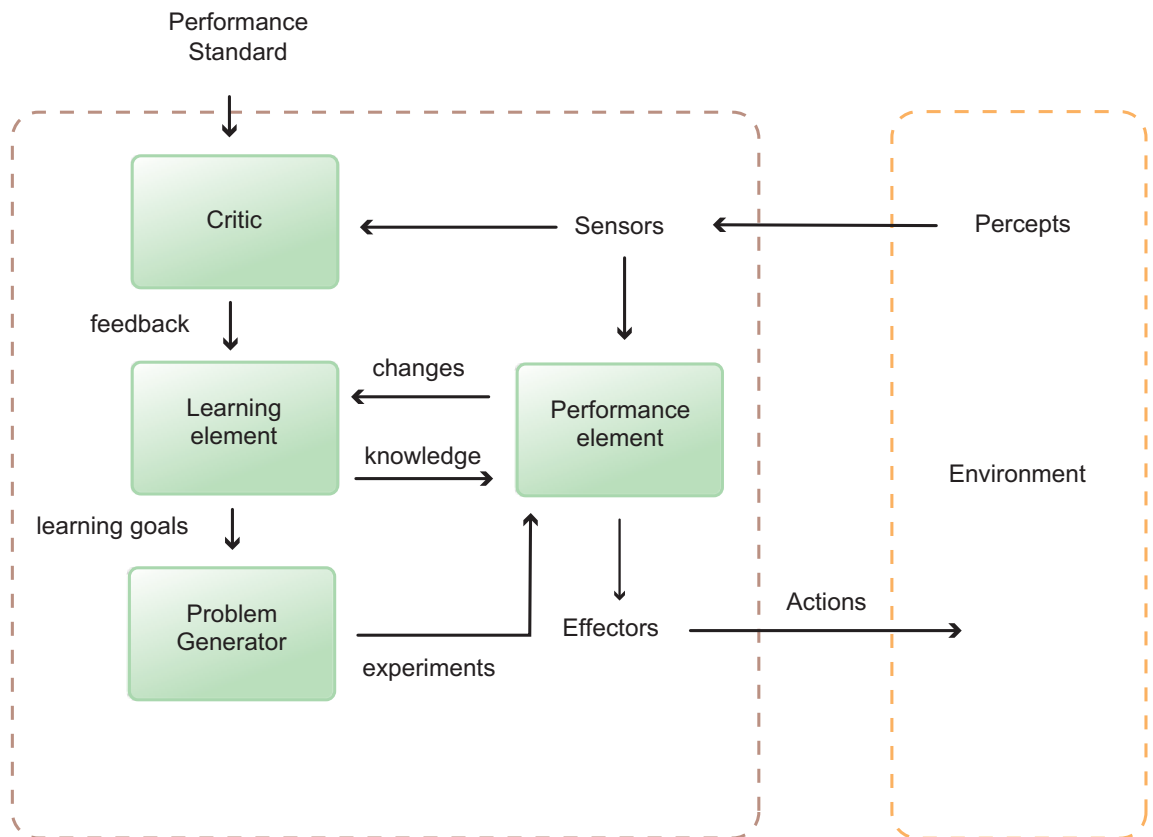 Performance
Standard
Critic
Sensors
Percepts
feedback
changes
Learning
element
Performance
element
knowledge
Environment
learning goals
Problem
Generator
Effectors
Actions
experiments